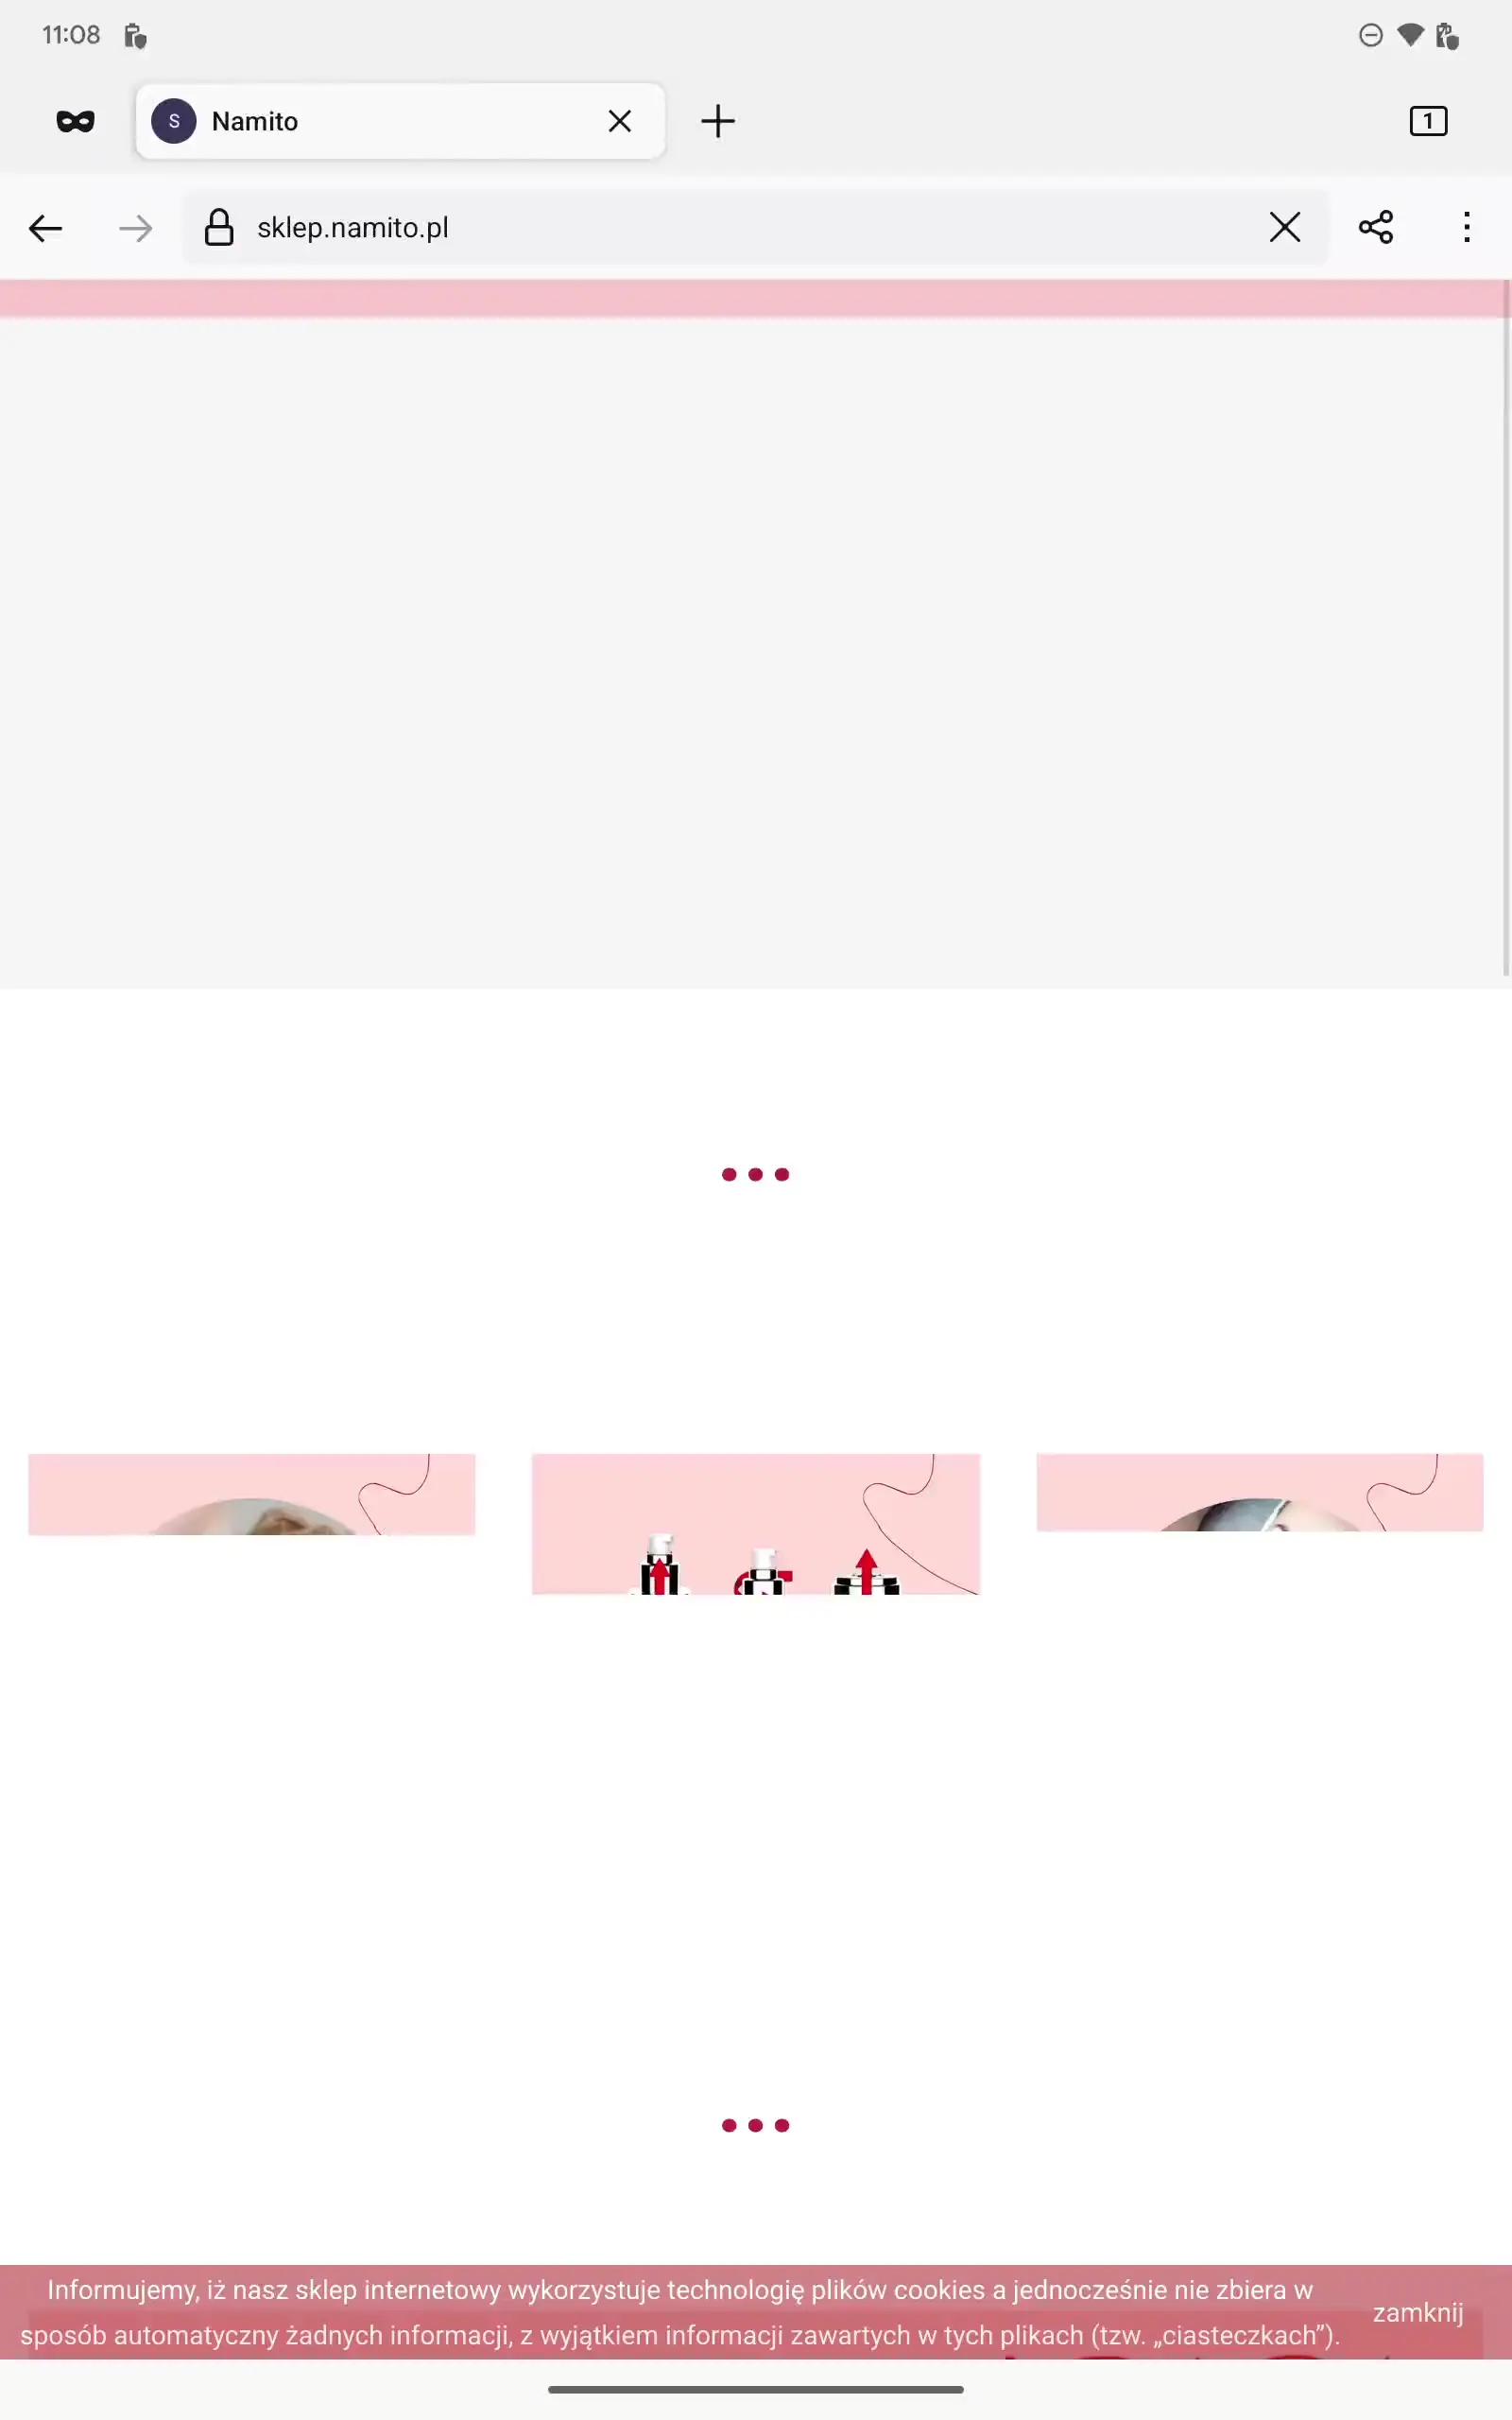 11:08
S Namito
1
sklep.namito.pl
Informujemy, iż nasz sklep internetowy wykorzystuje technologię plików cookies a jednocześnie nie zbiera w
sposób automatyczny żadnych informacji, z wyjątkiem informacji zawartych w tych plikach (tzw. „ciasteczkach”).
zamknij